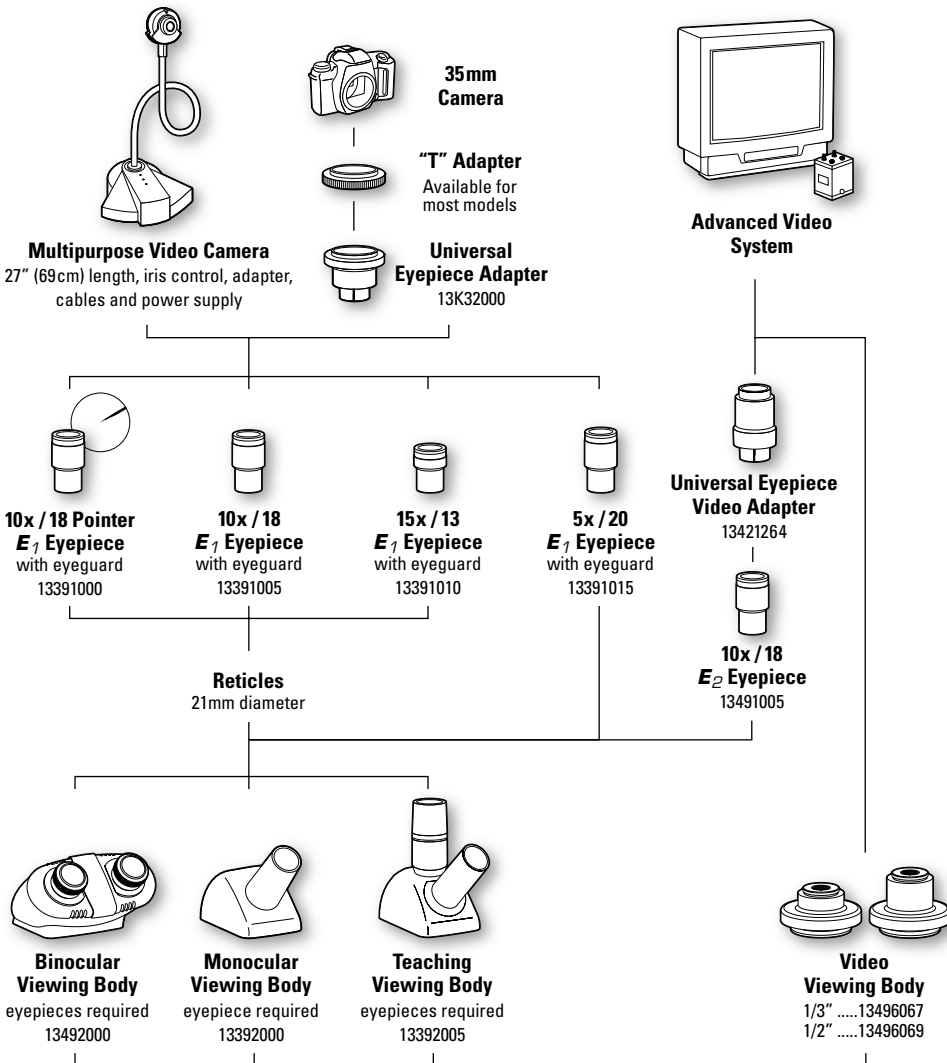 35mm
Camera
"T" Adapter
Available for
most models
Multipurpose Video Camera
27" (69cm) length, iris control, adapter,
cables and power supply
Universal
Eyepiece Adapter
13K32000
Advanced Video
System
10x / 18 Pointer
E1 Eyepiece
with eyeguard
13391000
10x / 18
E1 Eyepiece
with eyeguard
13391005
15x / 13
E1 Eyepiece
with eyeguard
13391010
5x / 20
E1 Eyepiece
with eyeguard
13391015
Universal Eyepiece
Video Adapter
13421264
10x / 18
E2 Eyepiece
13491005
Reticles
21mm diameter
Binocular
Viewing Body
eyepieces required
13492000
Monocular
Viewing Body
eyepiece required
13392000
Teaching
Viewing Body
eyepieces required
13392005
Video
Viewing Body
1/3" .....13496067
1/2" .....13496069